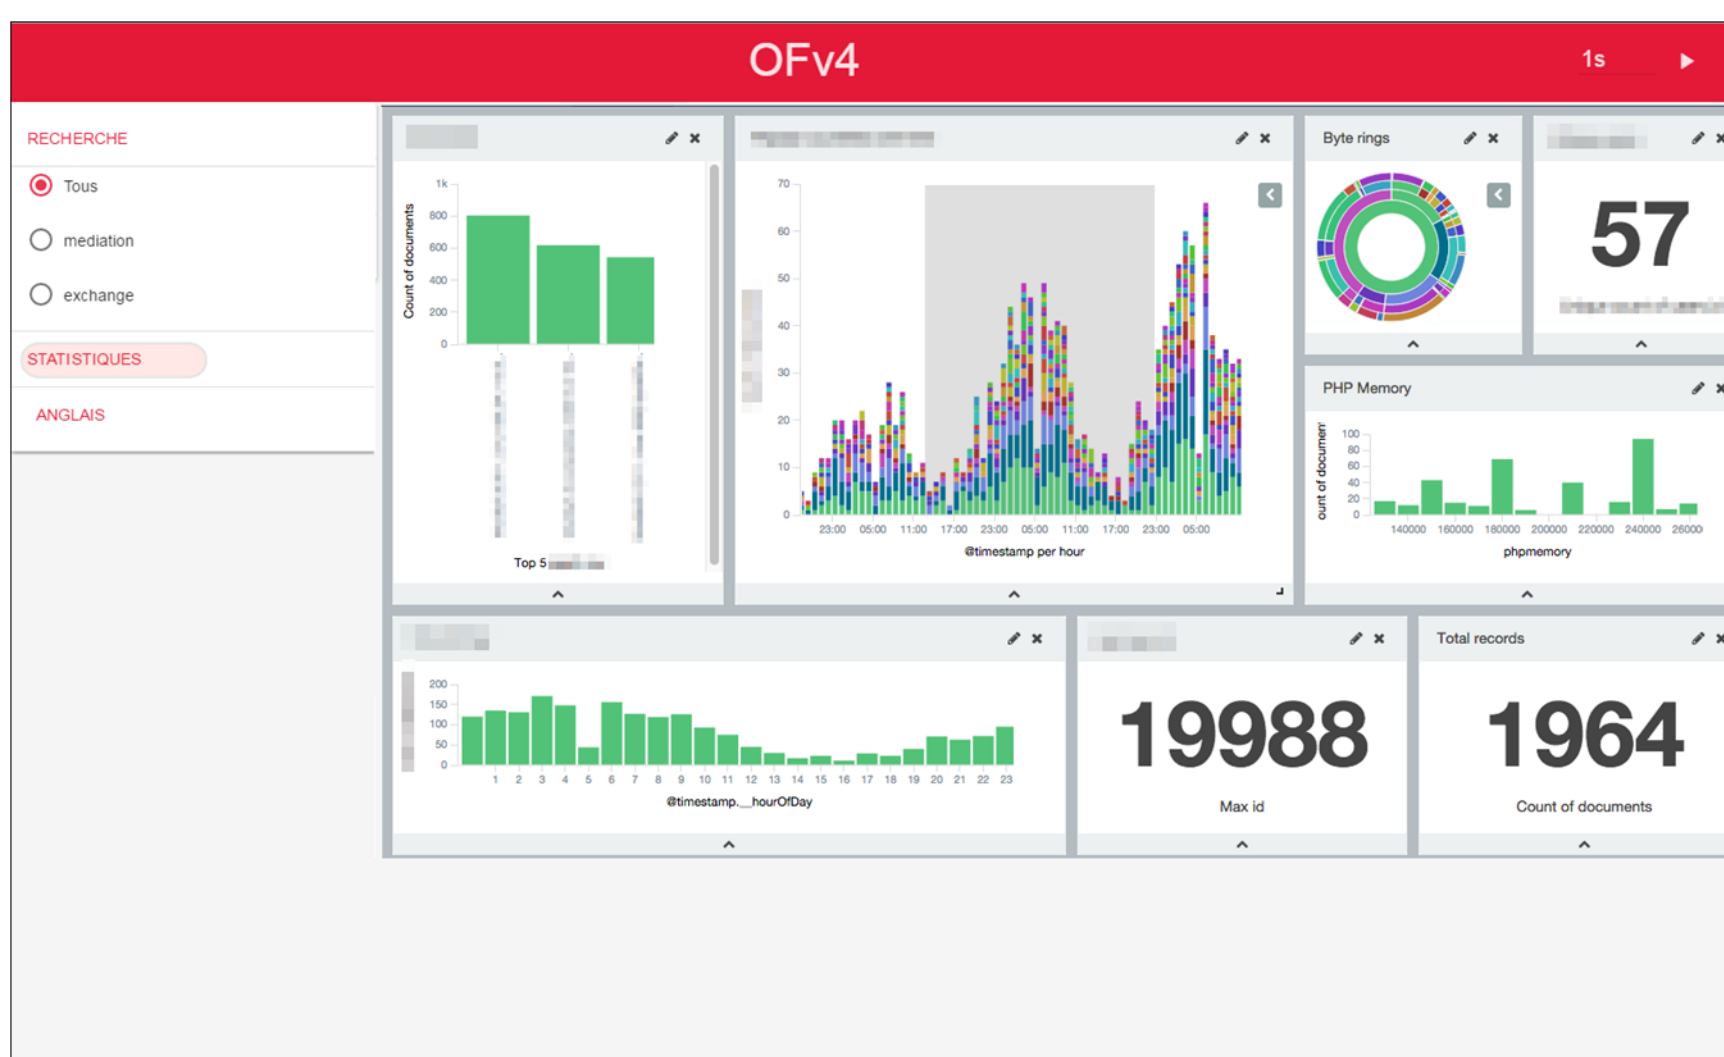 OFv4
1s
RECHERCHE
Tous
mediation
exchange
STATISTIQUES
ANGLAIS
Count of documents
1k
800
600
400
200
0
Top 5
70
60
50
40
30
20
10
0
23:00 05:00 11:00 17:00 23:00 05:00 11:00 17:00 23:00 05:00
@timestamp per hour
Byte rings
57
PHP Memory
ount of documen
100
80
60
40
20
0
140000 160000 180000 200000 220000 240000 26000
phpmemory
200
150
100
50
0
1 2 3 4 5 6 7 8 9 10 11 12 13 14 15 16 17 18 19 20 21 22 23
@timestamp.__hourOfDay
19988
Max id
Total records
1964
Count of documents